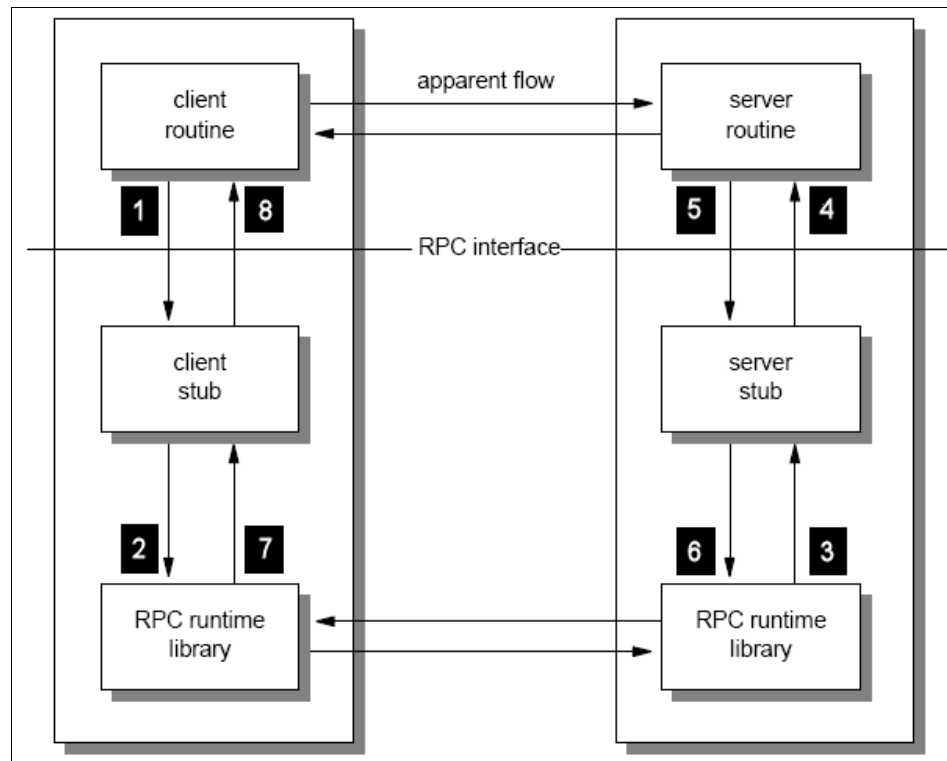 apparent flow
client
routine
server
routine
1
8
5
4
RPC interface
client
stub
server
stub
2
7
6
3
RPC runtime
library
RPC runtime
library